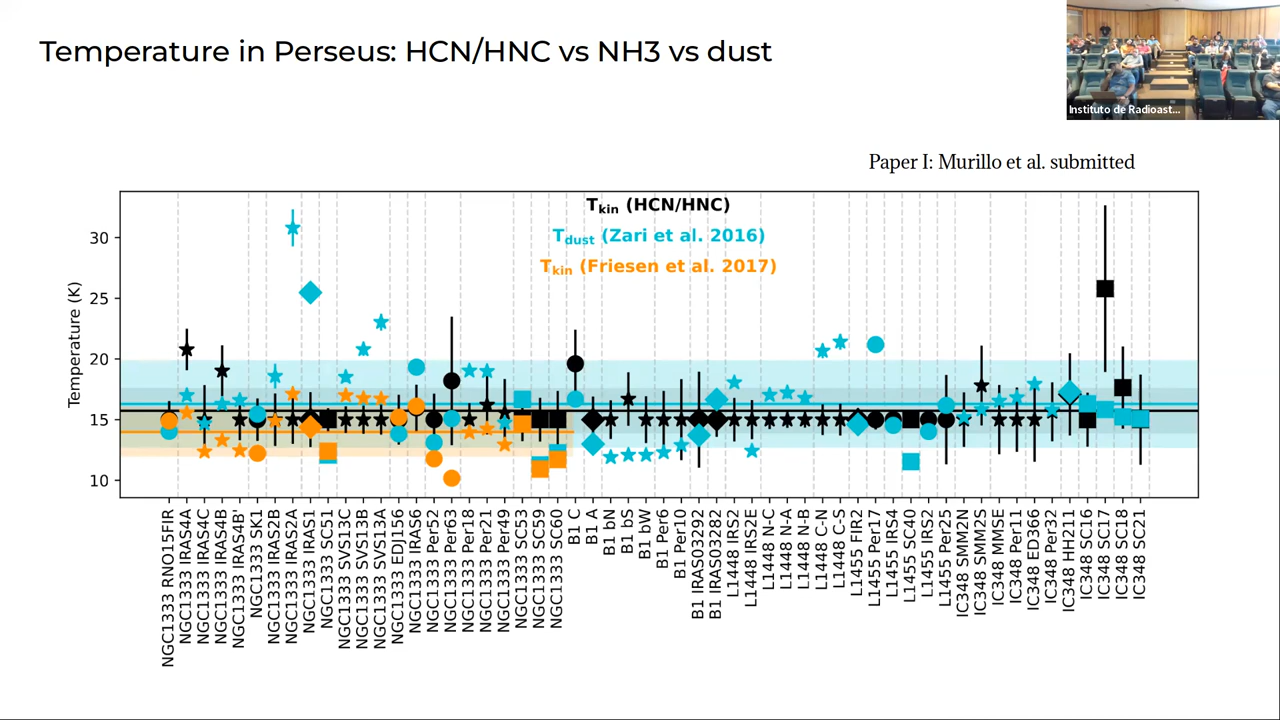 Temperature in Perseus: HCN/HNC vs NH3 vs dust
Instituto de Radioast...
Paper I: Murillo et al. submitted
Tkin (HCN/HNC)
Tdust (Zari et al. 2016)
Tkin (Friesen et al. 2017)
Temperature (K)
30
25
20
15
10
NGC1333 RNO15FIR
NGC1333 IRAS4A
NGC1333 IRAS4C
NGC1333 IRAS4B
NGC1333 IRAS4B'
NGC1333 SK1
NGC1333 IRAS2B
NGC1333 IRAS2A
NGC1333 IRAS1
NGC1333 SC51
NGC1333 SVS13C
NGC1333 SVS13B
NGC1333 SVS13A
NGC1333 EDJ156
NGC1333 IRAS6
NGC1333 Per52
NGC1333 Per63
NGC1333 Per18
NGC1333 Per21
NGC1333 Per49
NGC1333 SC53
NGC1333 SC59
NGC1333 SC60
B1 C
B1 A
B1 bN
B1 bS
B1 bW
B1 Per6
B1 Per10
B1 IRAS03292
B1 IRAS03282
L1448 IRS2
L1448 IRS2E
L1448 N-C
L1448 N-A
L1448 N-B
L1448 C-N
L1448 C-S
L1455 FIR2
L1455 Per17
L1455 IRS4
L1455 SC40
L1455 IRS2
L1455 Per25
IC348 SMM2N
IC348 SMM2S
IC348 MMSE
IC348 Per11
IC348 ED366
IC348 Per32
IC348 HH211
IC348 SC16
IC348 SC17
IC348 SC18
IC348 SC21